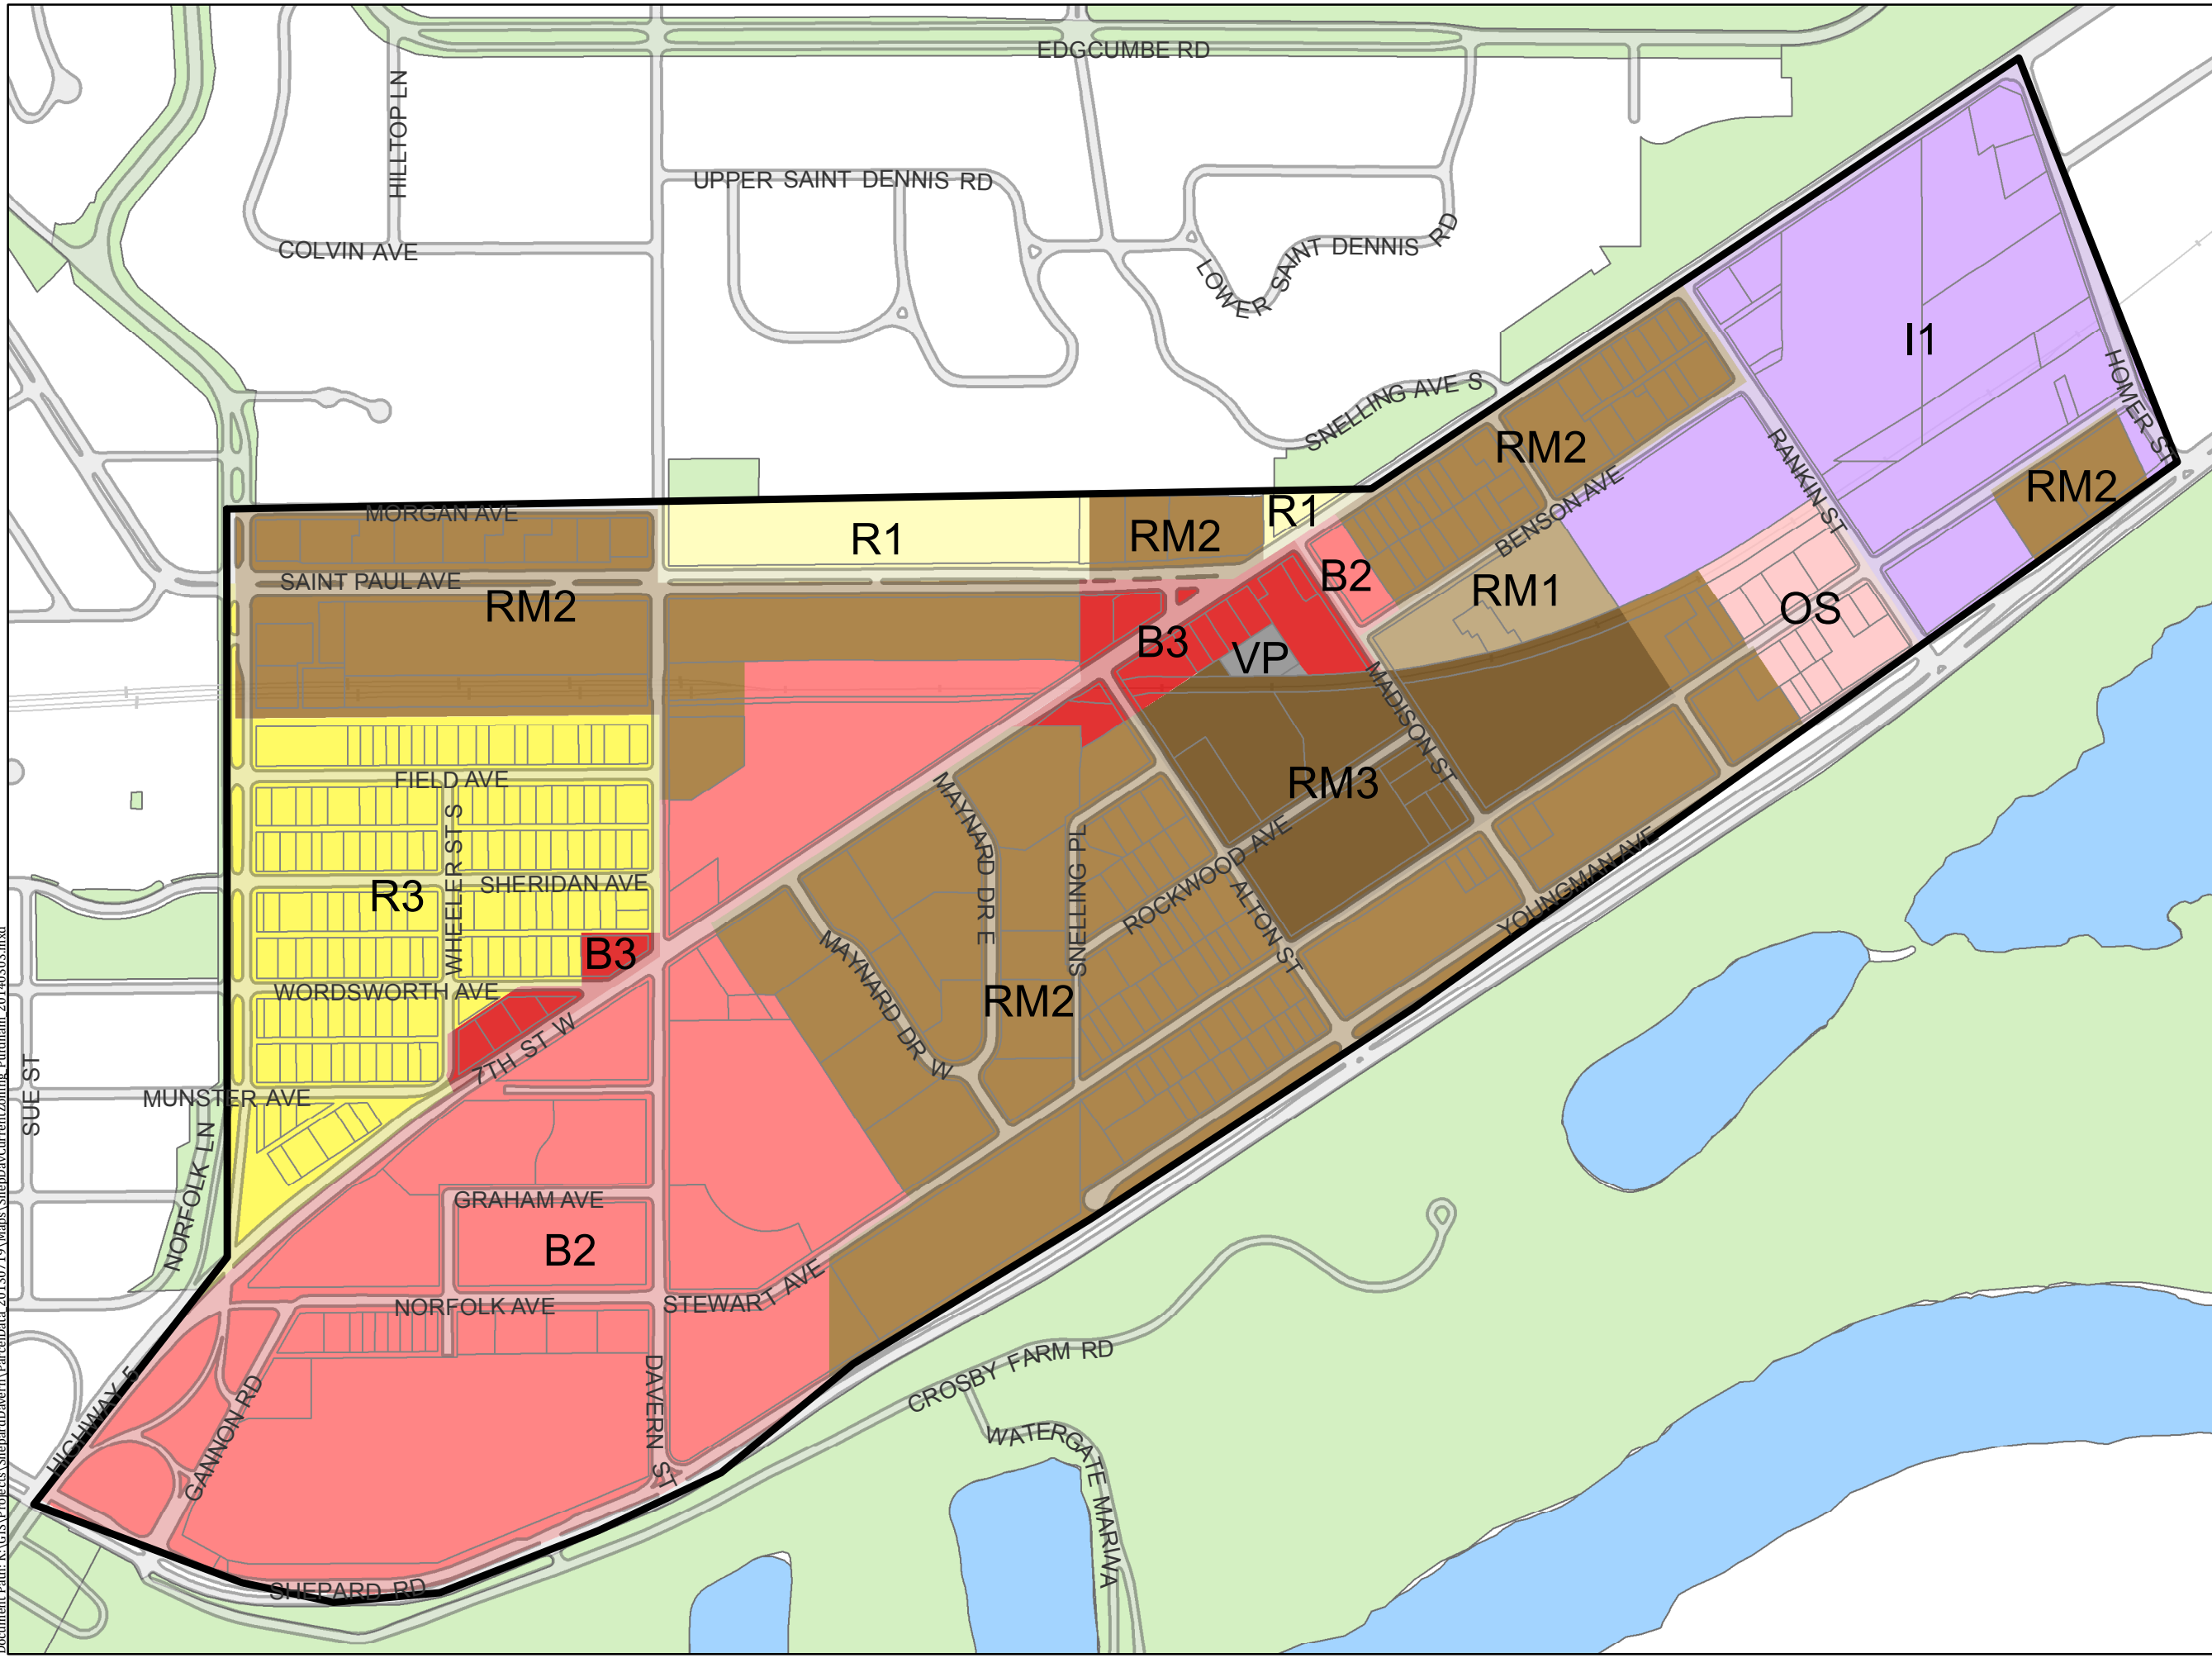 EDGCUMBE RD
HILLTOP LN
UPPER SAINT DENNIS RD
COLVIN AVE
LOWER SAINT DENNIS RD
I1
HOMER ST
SNELLING AVE S
RM2
RANKIN ST
RM2
MORGAN AVE
R1
RM2
R1
BENSON AVE
SAINT PAUL AVE
RM2
B2
RM1
OS
B3
VP
MADISON ST
FIELD AVE
MAYNARD DR E
RM3
WHEELER ST S
SHERIDAN AVE
R3
SNELLING PL
ROCKWOOD AVE
ALTON ST
YOUNGMAN AVE
B3
MAYNARD DR W
WORDSWORTH AVE
RM2
7TH ST W
SUE ST
MUNSTER AVE
NORFOLK LN
GRAHAM AVE
B2
STEWART AVE
NORFOLK AVE
DAVERN ST
CROSBY FARM RD
HIGHWAY 5
GANNON RD
WATERGATE MARINA
SHEPARD RD